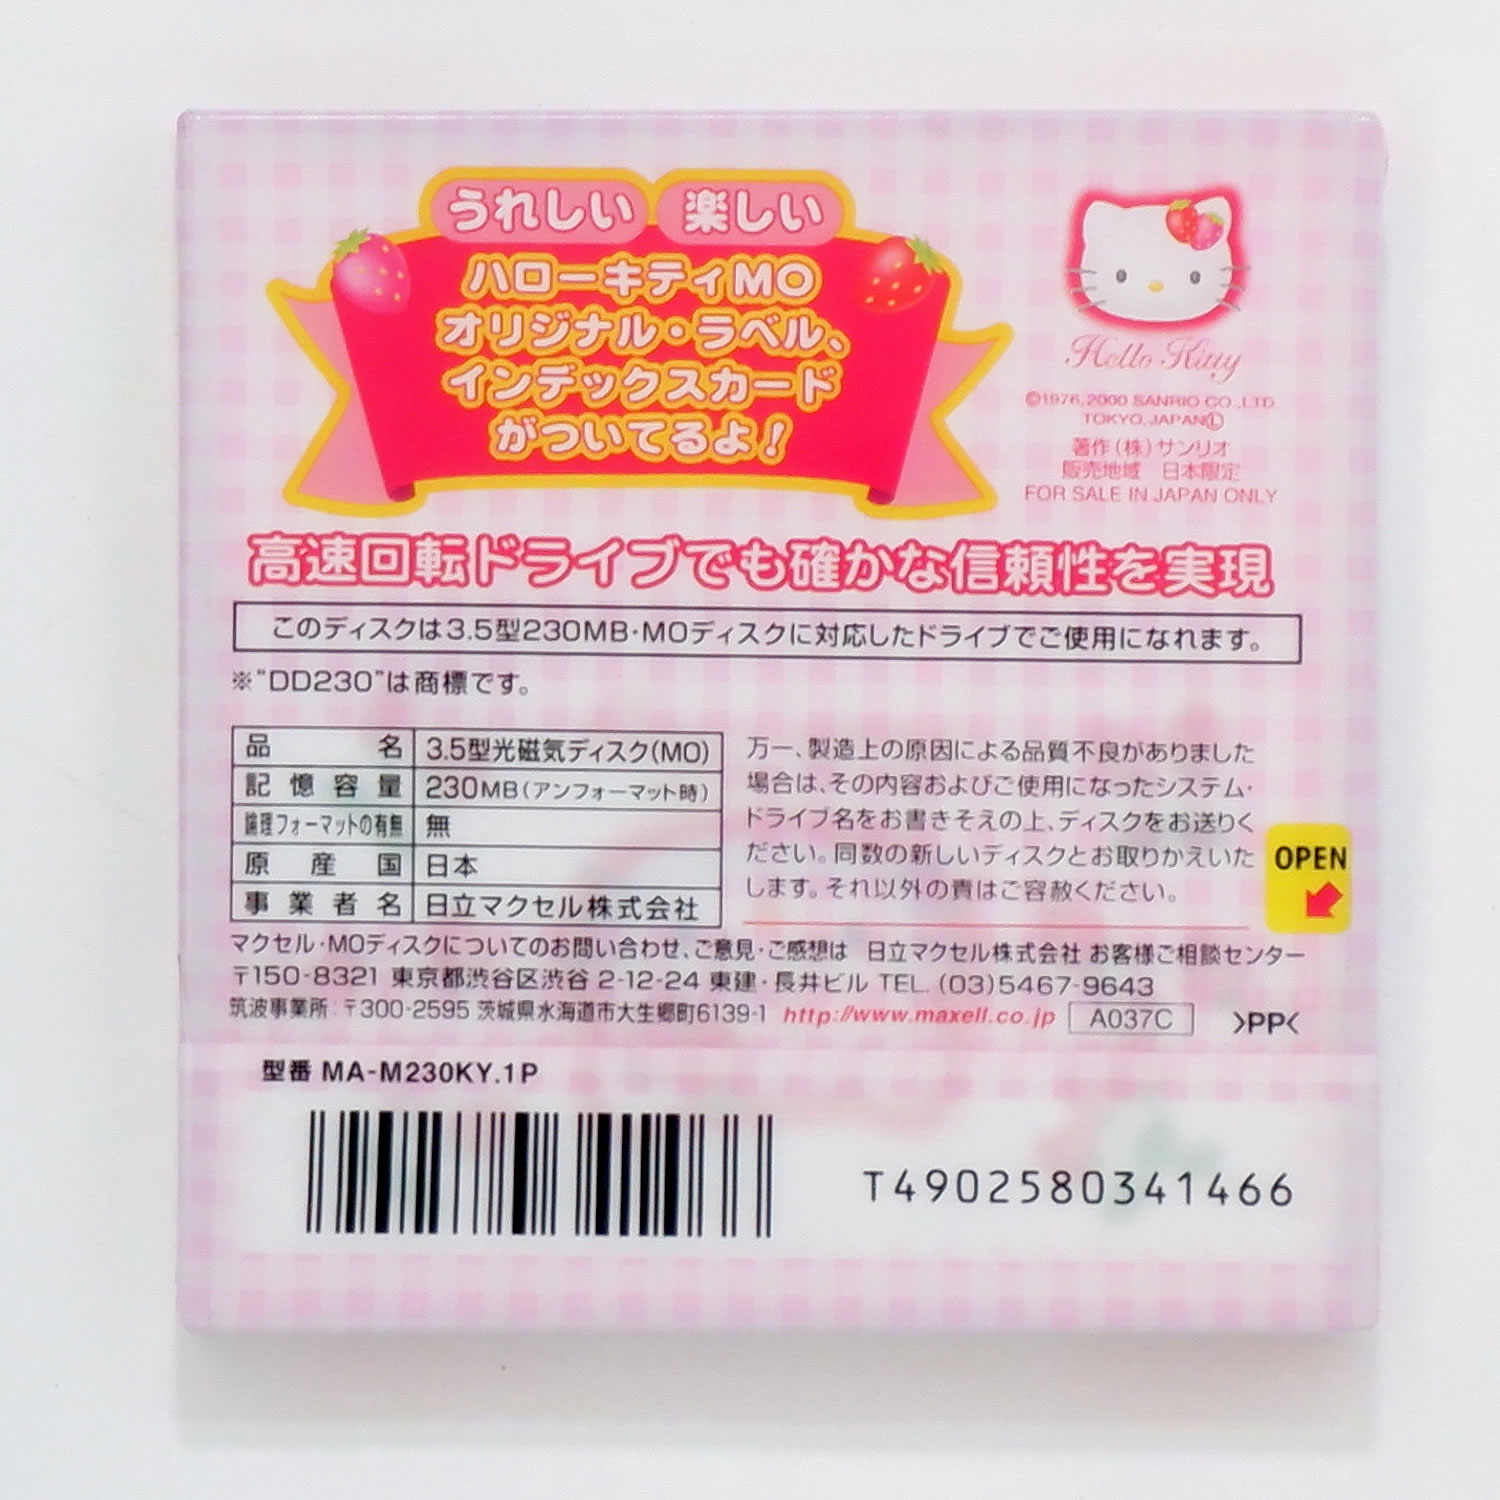 うれしい 楽しい
ハローキティMO
オリジナル・ラベル、
インデックスカード
がついてるよ！
Hello Kitty
©1976,2000 SANRIO CO.,LTD.
TOKYO,JAPANⓁ
著作（株）サンリオ
販売地域 日本限定
FOR SALE IN JAPAN ONLY
高速回転ドライブでも確かな信頼性を実現
このディスクは3.5型230MB・MOディスクに対応したドライブでご使用になれます。
※“DD230”は商標です。
品名 3.5型光磁気ディスク(MO)
記憶容量 230MB(アンフォーマット時)
論理フォーマットの有無 無
原産国 日本
事業者名 日立マクセル株式会社
万一、製造上の原因による品質不良がありました
場合は、その内容およびご使用になったシステム・
ドライブ名をお書きそえの上、ディスクをお送りく
ださい。同数の新しいディスクとお取りかえいた
します。それ以外の責はご容赦ください。
OPEN
マクセル・MOディスクについてのお問い合わせ、ご意見・ご感想は 日立マクセル株式会社 お客様ご相談センター
〒150-8321 東京都渋谷区渋谷 2-12-24 東建・長井ビル TEL. (03)5467-9643
筑波事業所：〒300-2595 茨城県水海道市大生郷町6139-1 http://www.maxell.co.jp A037C >PP<
型番 MA-M230KY.1P
T4902580341466